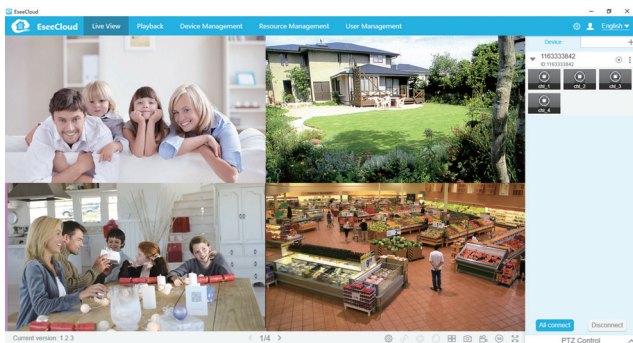 EseeCloud
EseeCloud Live View Playback Device Management Resource Management User Management English
Device +
1163333842
ID:1163333842
chl_1 chl_2 chl_3
chl_4
All connect Disconnect
Current version: 1.2.3 < 1/4 > PTZ Control